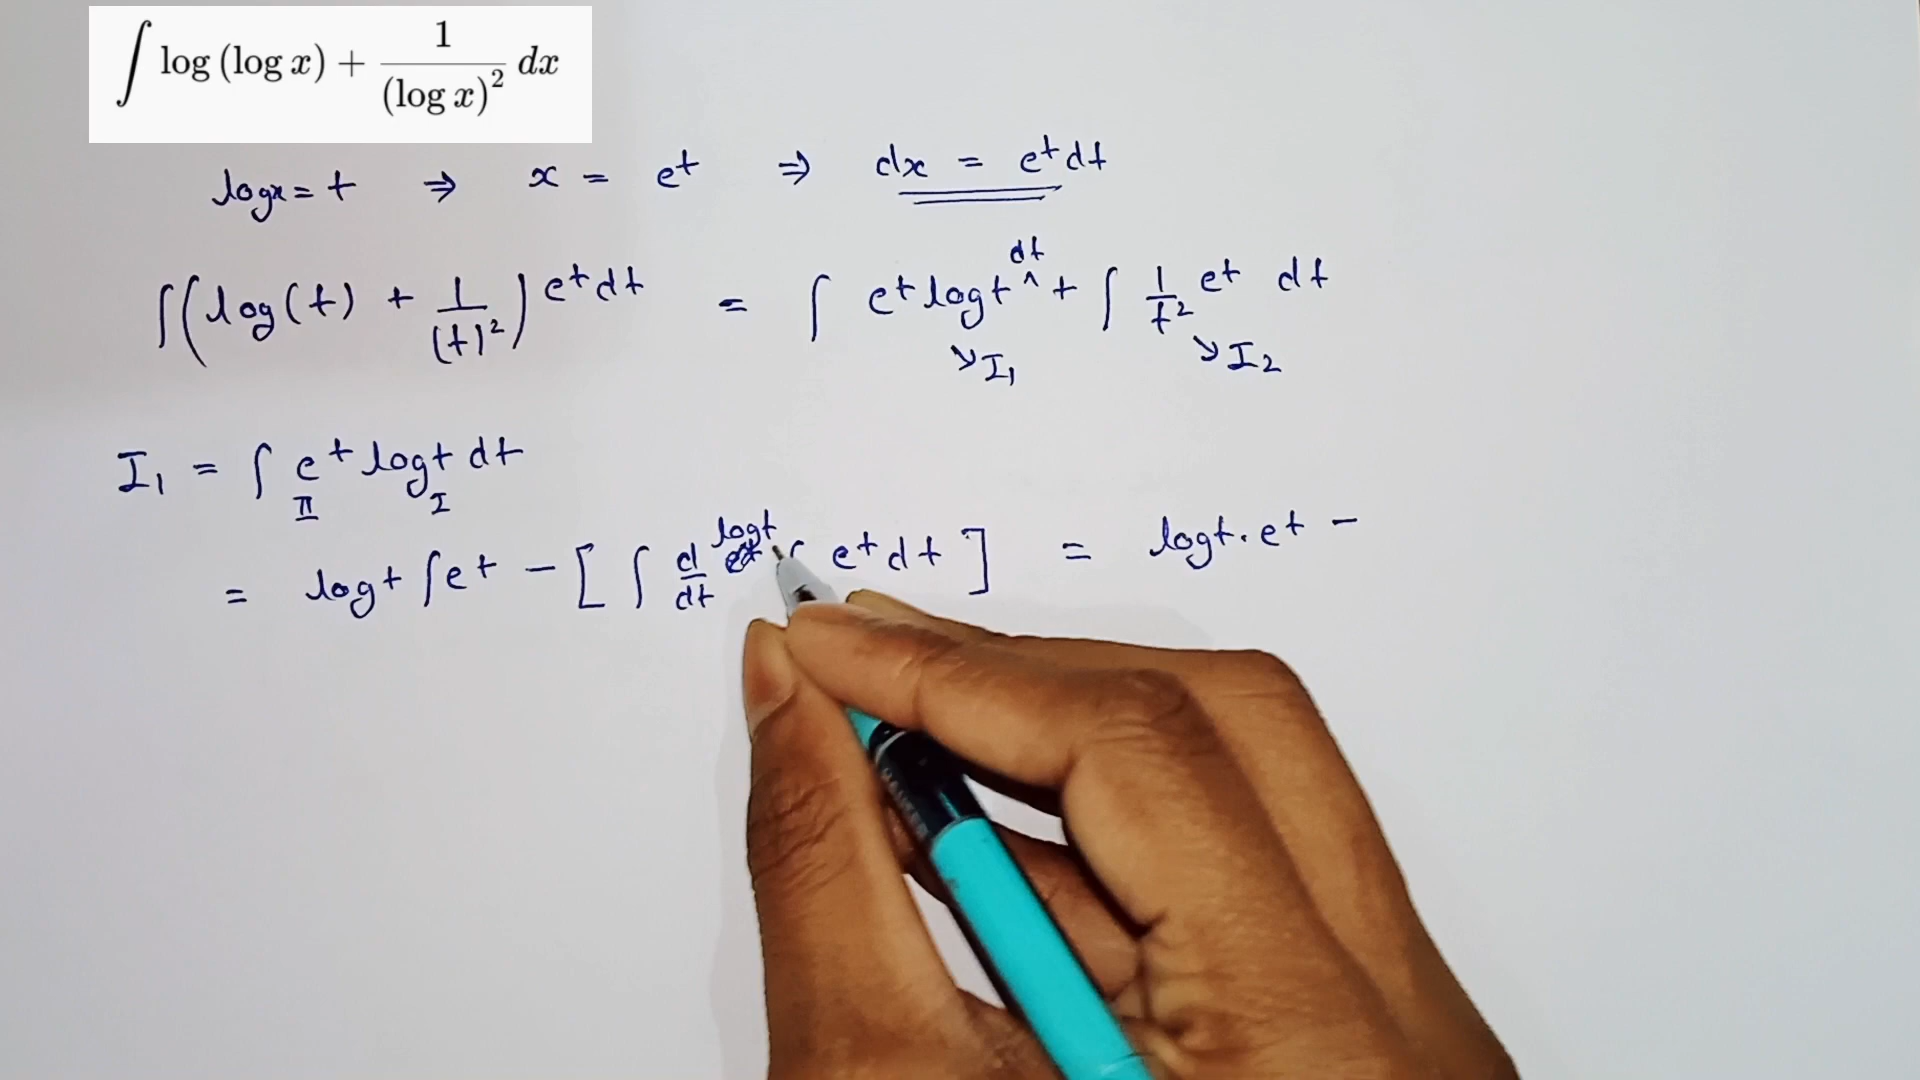 ∫ log (log x) + 1/(log x)² dx
logx = t ⇒ x = e^t ⇒ dx = e^t dt
∫(log(t) + 1/(t)²) e^t dt = ∫ e^t log t ^ dt + ∫ 1/t² e^t dt
↘I₁ ↘I₂
I₁ = ∫ e^t log t dt
II I
= log t ∫e^t − [∫ d/dt log t ∫ e^t dt] = log t · e^t −